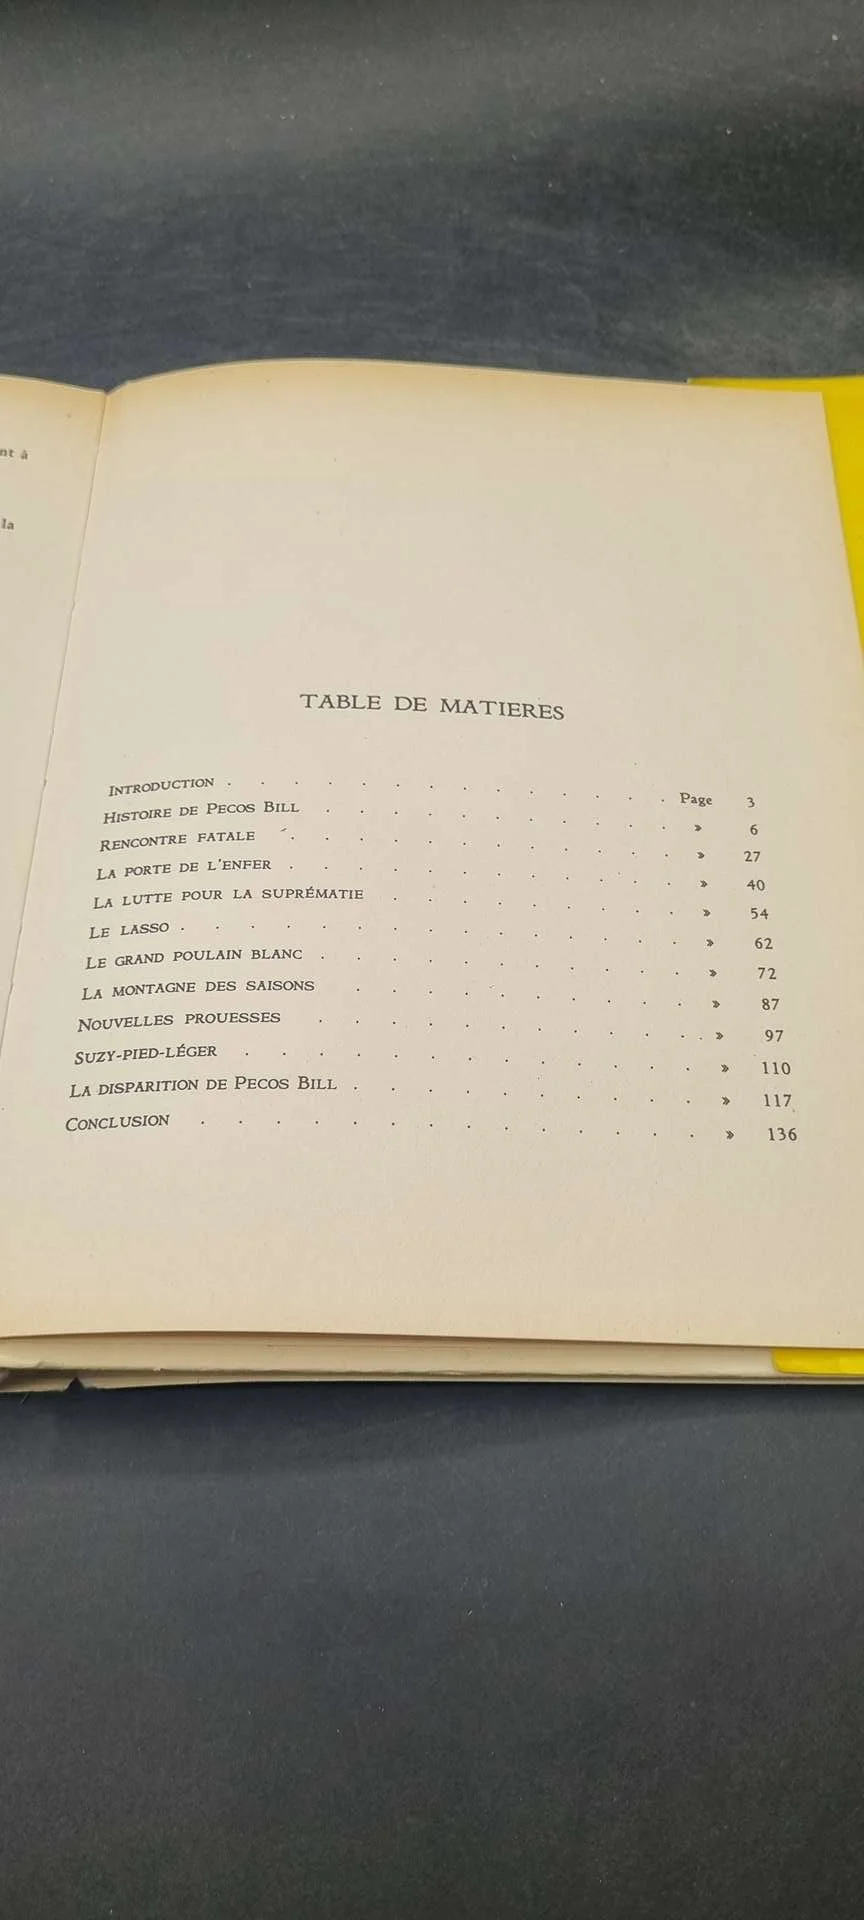 nt à
la
TABLE DE MATIERES
INTRODUCTION . . . . . . . . Page 3
HISTOIRE DE PECOS BILL . . . . . . » 6
RENCONTRE FATALE . . . . . . . » 27
LA PORTE DE L'ENFER . . . . . . . » 40
LA LUTTE POUR LA SUPRÉMATIE . . . . . » 54
LE LASSO . . . . . . . . » 62
LE GRAND POULAIN BLANC . . . . . . » 72
LA MONTAGNE DES SAISONS . . . . . . » 87
NOUVELLES PROUESSES . . . . . . . » 97
SUZY-PIED-LÉGER . . . . . . . » 110
LA DISPARITION DE PECOS BILL . . . . . » 117
CONCLUSION . . . . . . . . » 136